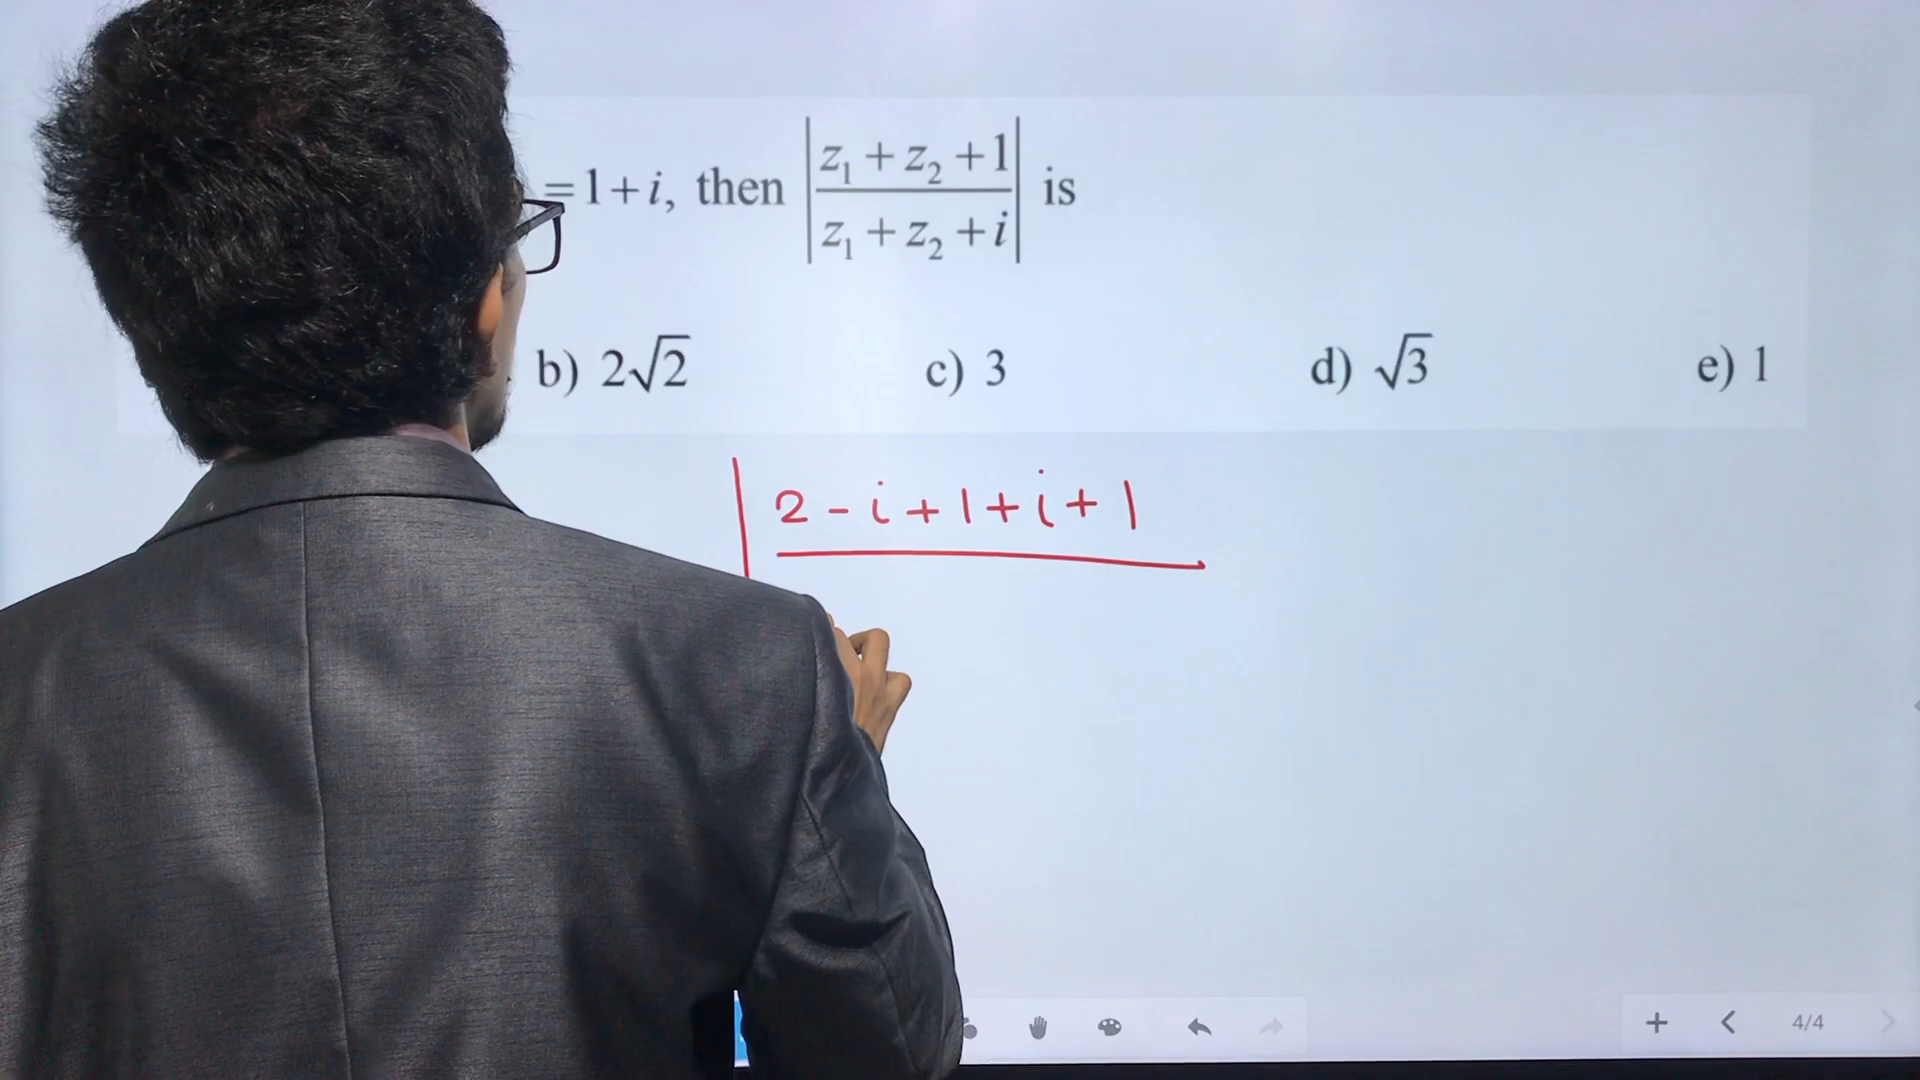 =1+i, then |z₁+z₂+1 / z₁+z₂+i| is
b) 2√2 c) 3 d) √3 e) 1
2-i+1+i+1
4/4